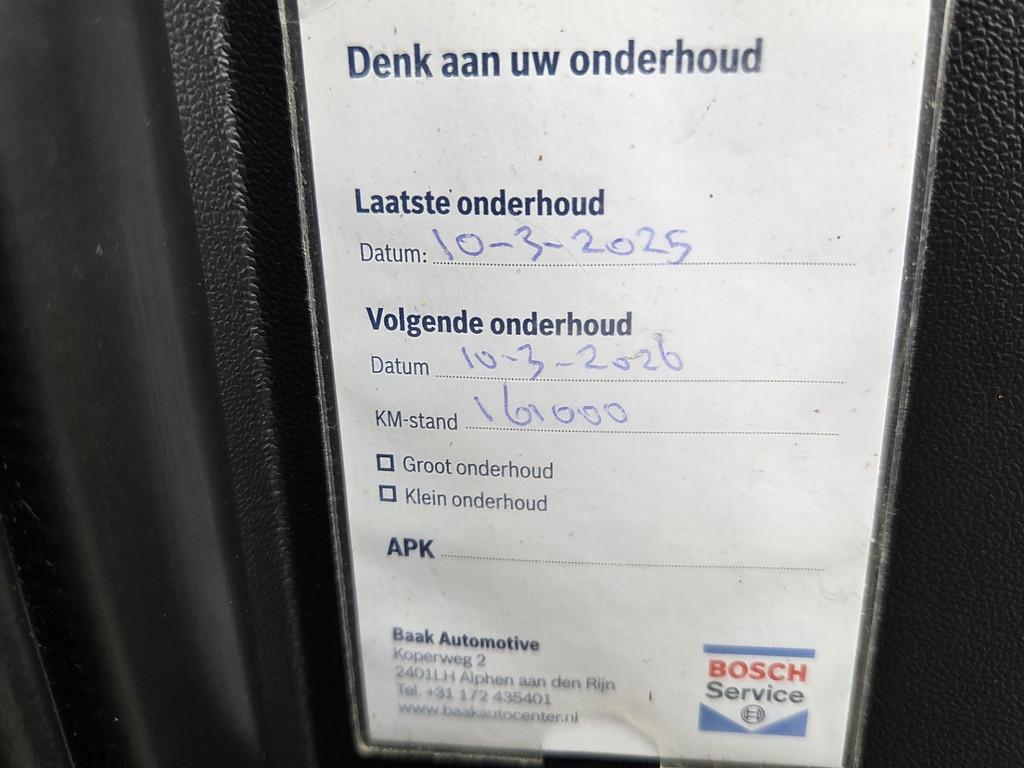 Denk aan uw onderhoud
Laatste onderhoud
Datum: 10-3-2025
Volgende onderhoud
Datum 10-3-2026
KM-stand 161000
Groot onderhoud
Klein onderhoud
APK
Baak Automotive
Koperweg 2
2401LH Alphen aan den Rijn
Tel. +31 172 435401
www.baakautocenter.nl
BOSCH
Service